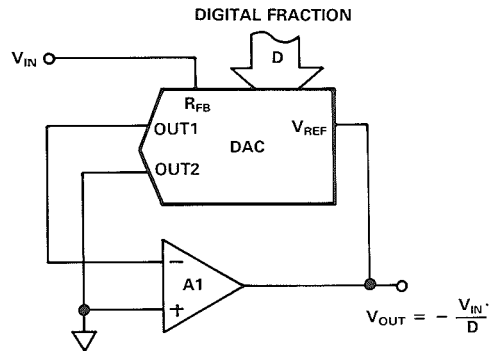 DIGITAL FRACTION
D
VIN
RFB
OUT1
VREF
DAC
OUT2
−
A1
+
VOUT = − VIN.
D